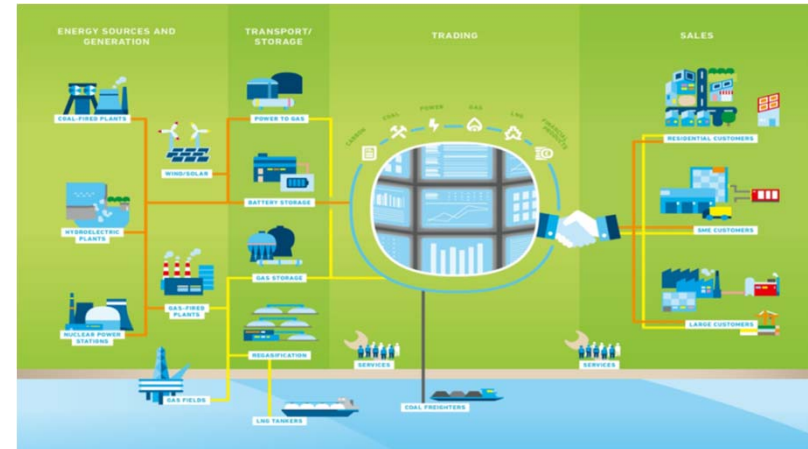 ENERGY SOURCES AND
GENERATION
TRANSPORT/
STORAGE
TRADING
SALES
COAL-FIRED PLANTS
WIND/SOLAR
HYDROELECTRIC
PLANTS
GAS-FIRED
PLANTS
NUCLEAR POWER
STATIONS
GAS FIELDS
POWER TO GAS
BATTERY STORAGE
GAS STORAGE
REGASIFICATION
LNG TANKERS
CARBON
COAL
POWER
GAS
LNG
FINANCIAL
PRODUCTS
SERVICES
COAL FREIGHTERS
RESIDENTIAL CUSTOMERS
SME CUSTOMERS
LARGE CUSTOMERS
SERVICES